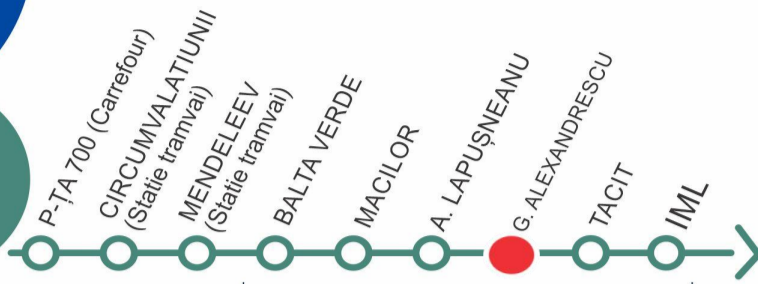 P-ȚA 700 (Carrefour)
CIRCUMVALATIUNII
(Statie tramvai)
MENDELEEV
(Statie tramvai)
BALTA VERDE
MACILOR
A. LAPUȘNEANU
G. ALEXANDRESCU
TACIT
IML